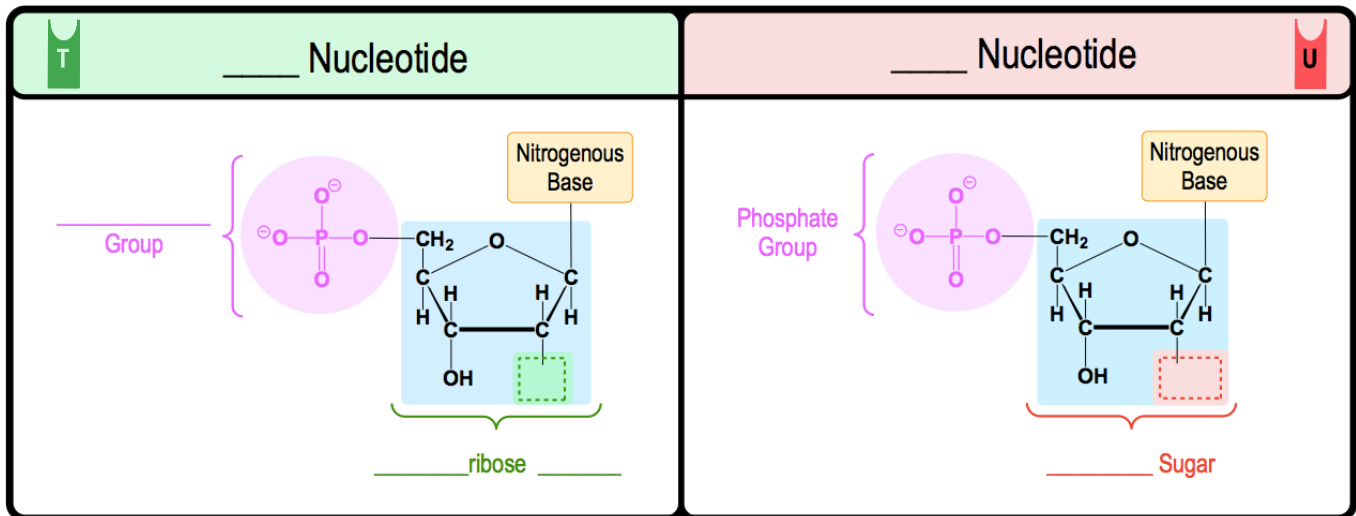 T
____ Nucleotide
____ Nucleotide
U
Nitrogenous
Base
____________
Group
⊖
O
⊖O P O
O
CH₂
O
C
C
H
H
H
H
C
C
OH
________ribose _______
Nitrogenous
Base
Phosphate
Group
⊖
O
⊖O P O
O
CH₂
O
C
C
H
H
H
H
C
C
OH
_________ Sugar